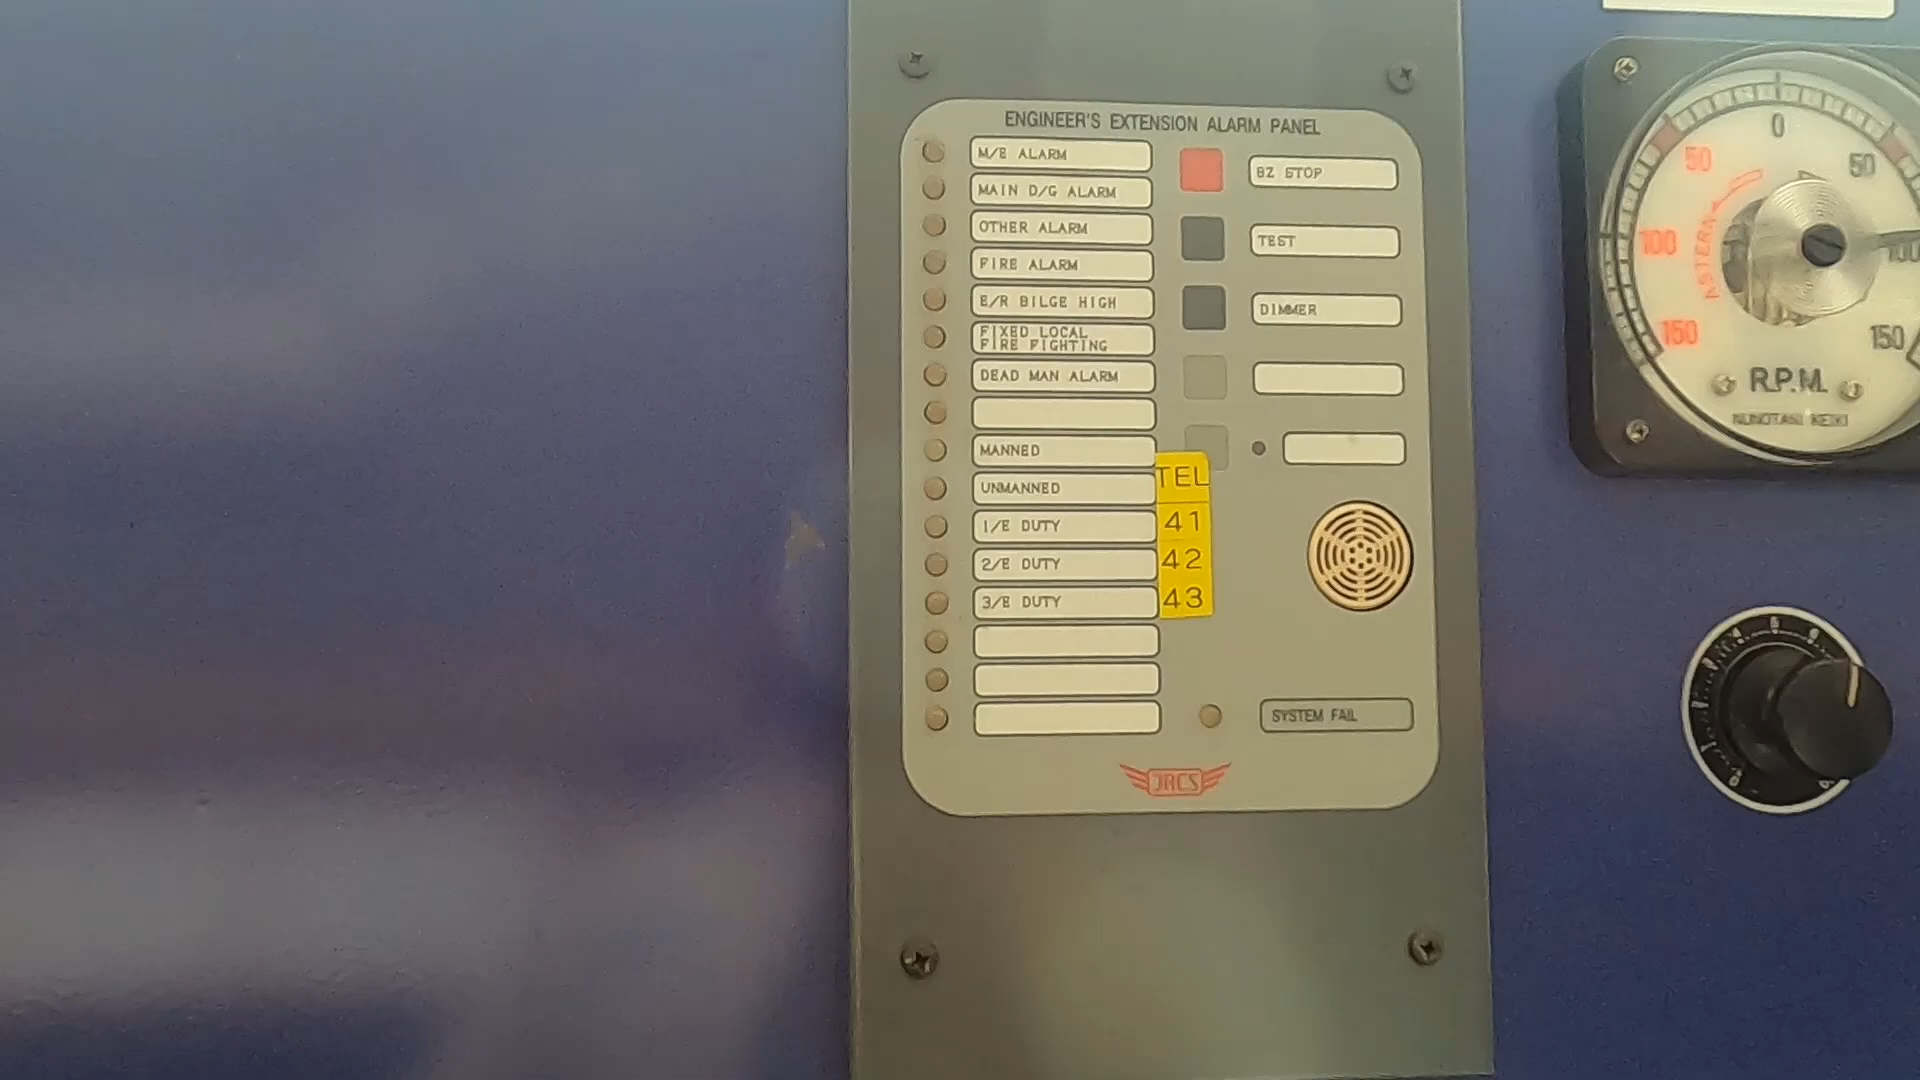 ENGINEER'S EXTENSION ALARM PANEL
M/E ALARM
MAIN D/G ALARM
OTHER ALARM
FIRE ALARM
E/R BILGE HIGH
FIXED LOCAL
FIRE FIGHTING
DEAD MAN ALARM
MANNED
UNMANNED
1/E DUTY
2/E DUTY
3/E DUTY
TEL
41
42
43
BZ STOP
TEST
DIMMER
SYSTEM FAIL
JRCS
0
50
50
100
100
150
150
ASTERN
R.P.M.